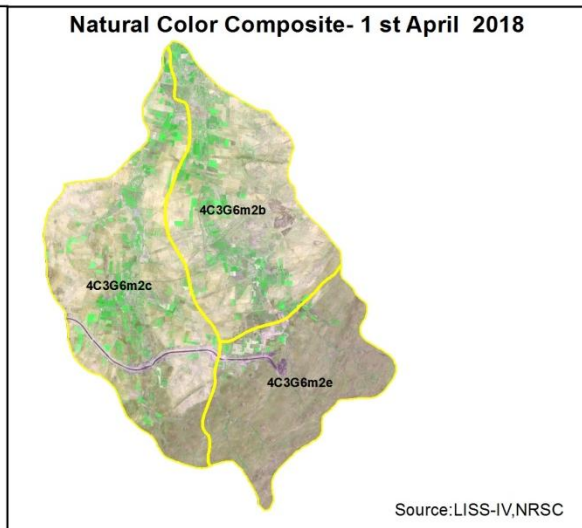 Natural Color Composite- 1 st April 2018
4C3G6m2b
4C3G6m2c
4C3G6m2e
Source:LISS-IV,NRSC